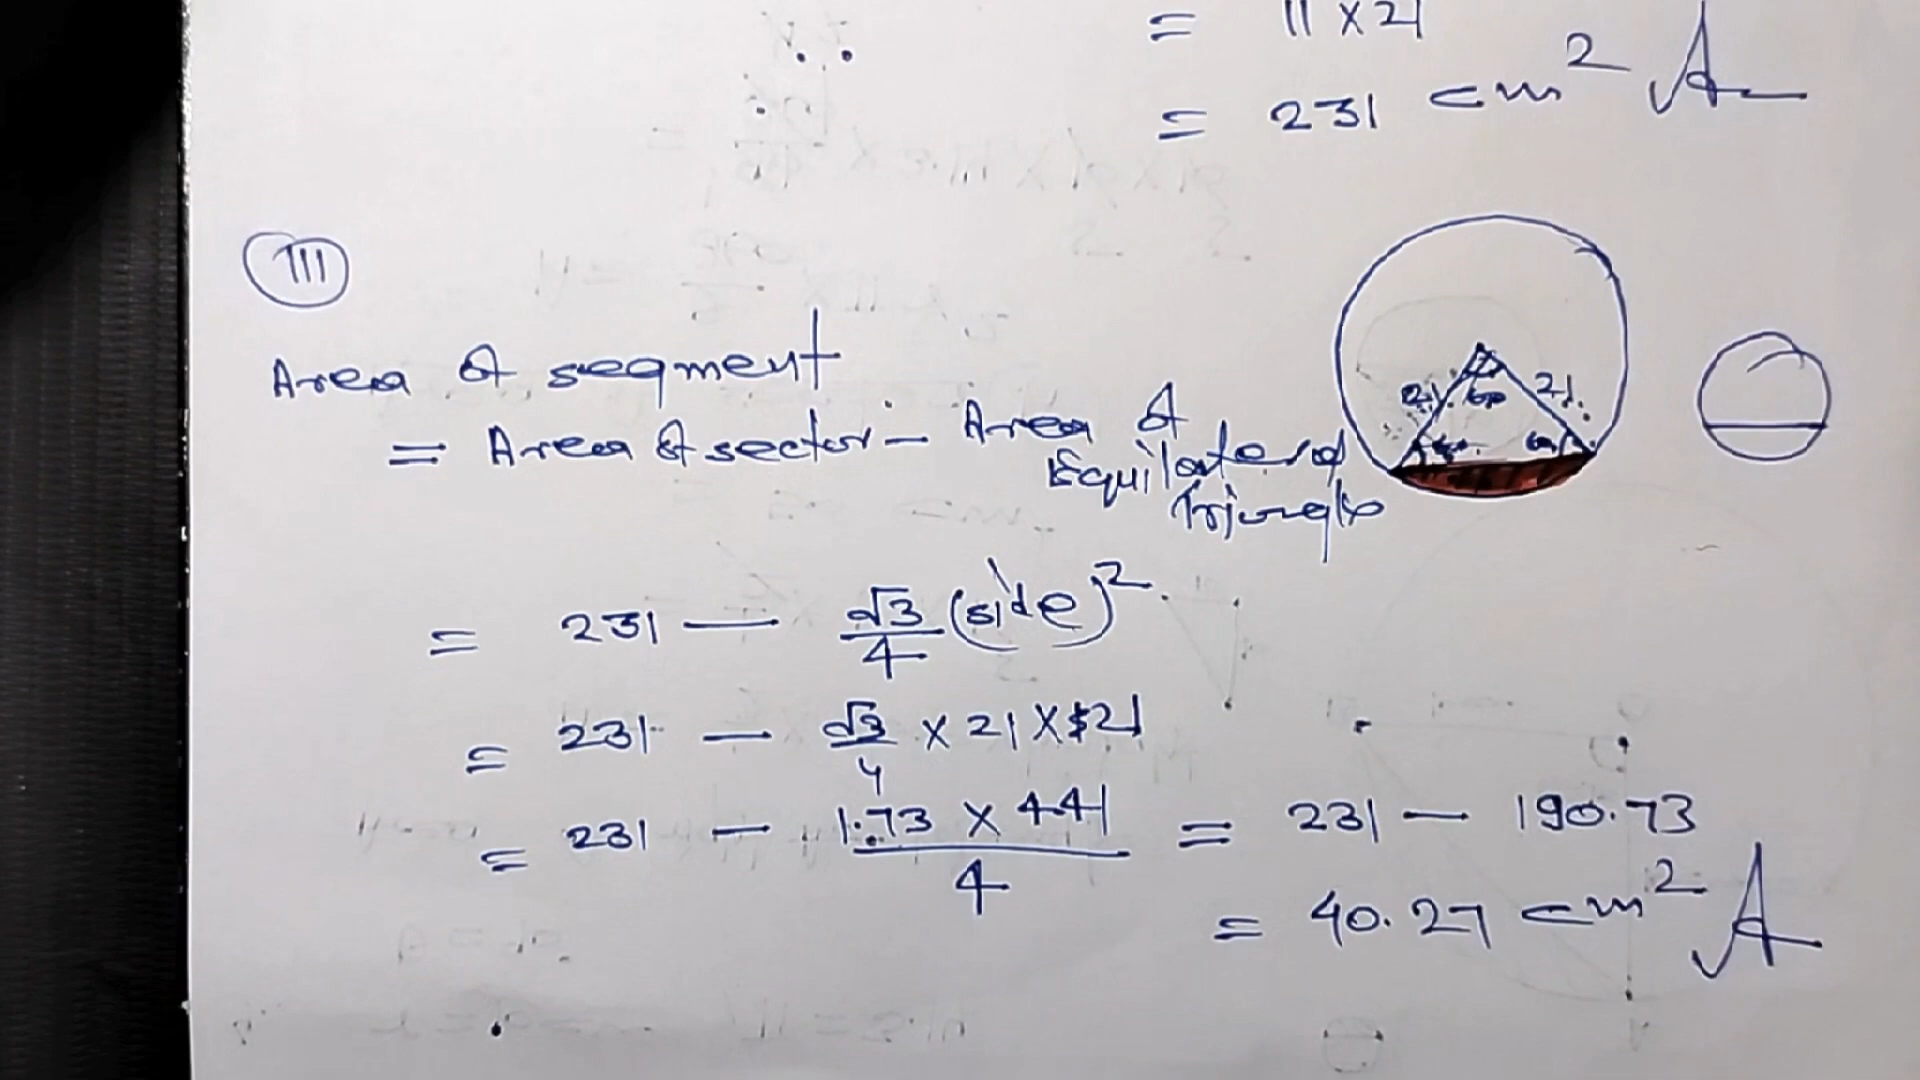 = 11 × 21
= 231 cm² A
III
Area of segment
= Area of sector - Area of
Equilateral
Triangle
21 60 21
60 60
= 231 - √3/4 (side)²
= 231 - √3/4 × 21 × 21
= 231 - 1.73 × 441/4 = 231 - 190.73
= 40.27 cm² A